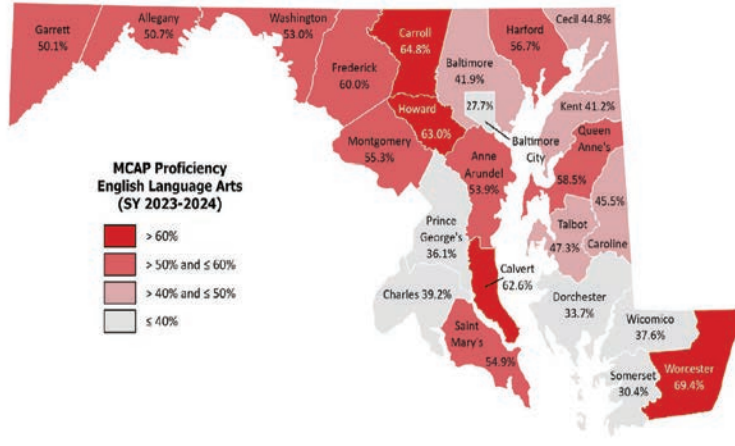 Garrett
50.1%
Allegany
50.7%
Washington
53.0%
Frederick
60.0%
Carroll
64.8%
Baltimore
41.9%
Harford
56.7%
Cecil 44.8%
27.7%
Baltimore
City
Kent 41.2%
Howard
63.0%
Montgomery
55.3%
Anne
Arundel
53.9%
Queen
Anne's
58.5%
45.5%
Caroline
Talbot
47.3%
Prince
George's
36.1%
Calvert
62.6%
Charles 39.2%
Saint
Mary's
54.9%
Dorchester
33.7%
Wicomico
37.6%
Somerset
30.4%
Worcester
69.4%
MCAP Proficiency
English Language Arts
(SY 2023-2024)
> 60%
> 50% and ≤ 60%
> 40% and ≤ 50%
≤ 40%